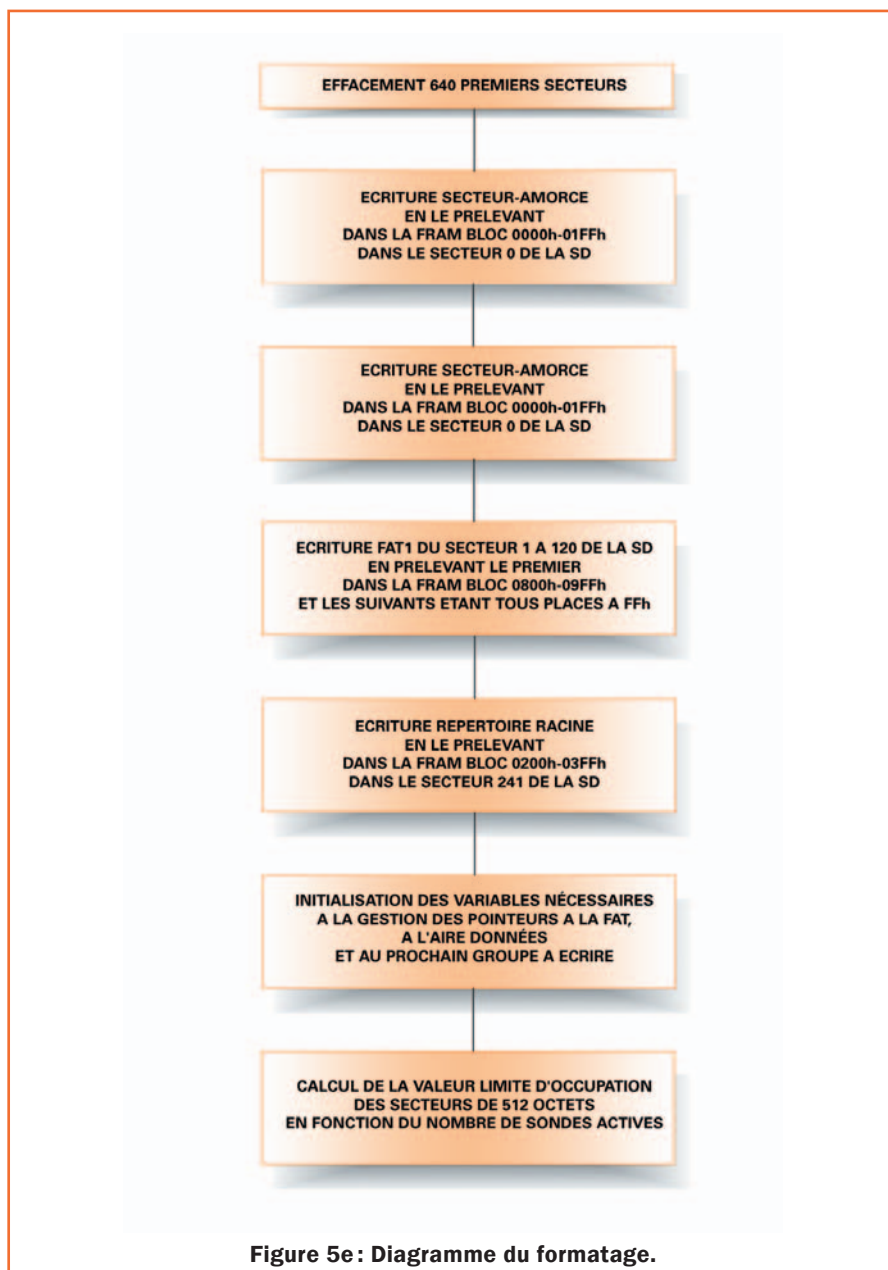 EFFACEMENT 640 PREMIERS SECTEURS
ECRITURE SECTEUR-AMORCE
EN LE PRELEVANT
DANS LA FRAM BLOC 0000h-01FFh
DANS LE SECTEUR 0 DE LA SD
ECRITURE SECTEUR-AMORCE
EN LE PRELEVANT
DANS LA FRAM BLOC 0000h-01FFh
DANS LE SECTEUR 0 DE LA SD
ECRITURE FAT1 DU SECTEUR 1 A 120 DE LA SD
EN PRELEVANT LE PREMIER
DANS LA FRAM BLOC 0800h-09FFh
ET LES SUIVANTS ETANT TOUS PLACES A FFh
ECRITURE REPERTOIRE RACINE
EN LE PRELEVANT
DANS LA FRAM BLOC 0200h-03FFh
DANS LE SECTEUR 241 DE LA SD
INITIALISATION DES VARIABLES NÉCESSAIRES
A LA GESTION DES POINTEURS A LA FAT,
A L'AIRE DONNÉES
ET AU PROCHAIN GROUPE A ECRIRE
CALCUL DE LA VALEUR LIMITE D'OCCUPATION
DES SECTEURS DE 512 OCTETS
EN FONCTION DU NOMBRE DE SONDES ACTIVES
Figure 5e : Diagramme du formatage.